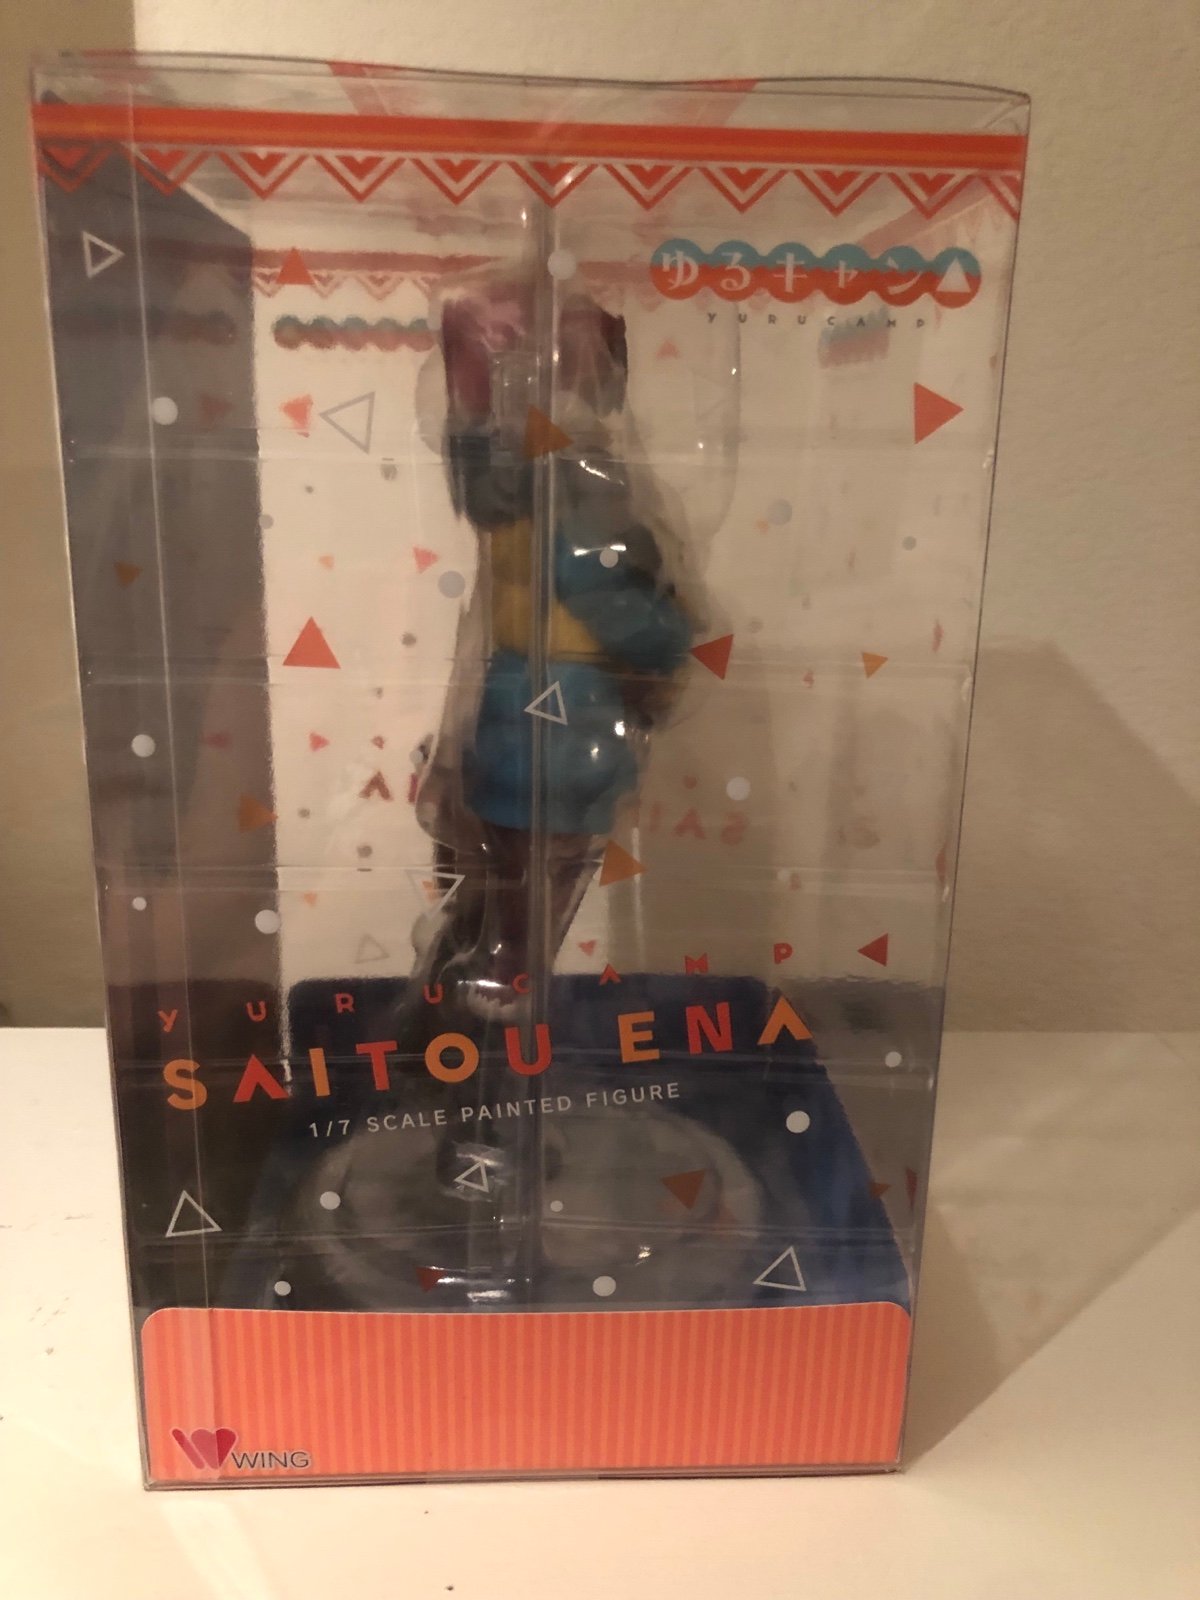 ゆるキャン△
YURUCAMP
YURUCAMP
SAITOU ENA
1/7 SCALE PAINTED FIGURE
WING